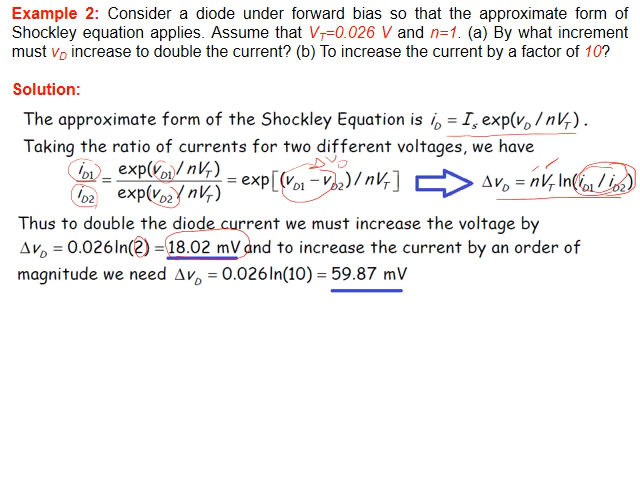 Example 2: Consider a diode under forward bias so that the approximate form of
Shockley equation applies. Assume that V_T=0.026 V and n=1. (a) By what increment
must v_D increase to double the current? (b) To increase the current by a factor of 10?
Solution:
The approximate form of the Shockley Equation is i_D = I_s exp(v_D / nV_T).
Taking the ratio of currents for two different voltages, we have
Δv_D
i_D1 / i_D2 = exp(v_D1 / nV_T) / exp(v_D2 / nV_T) = exp[(v_D1 − v_D2) / nV_T] ⇒ Δv_D = nV_T ln(i_D1 / i_D2)
Thus to double the diode current we must increase the voltage by
Δv_D = 0.026ln(2) = 18.02 mV and to increase the current by an order of
magnitude we need Δv_D = 0.026ln(10) = 59.87 mV